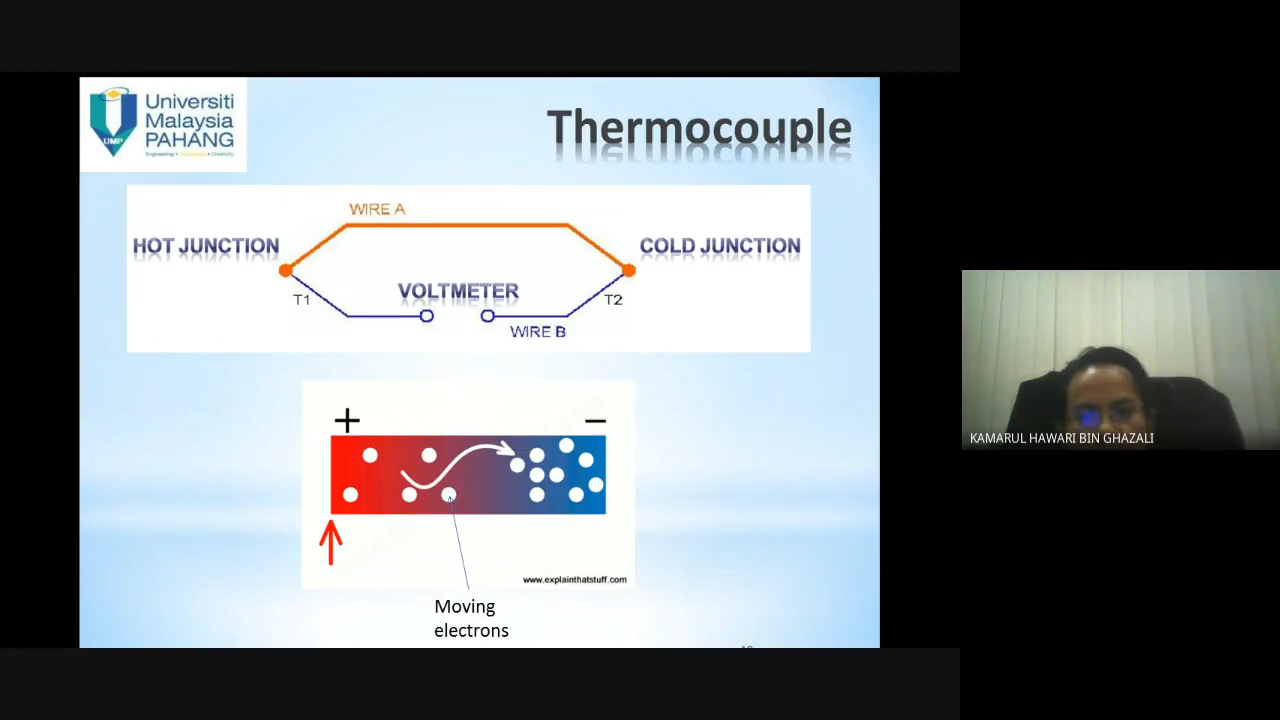 Universiti
Malaysia
PAHANG
UMP
Thermocouple
WIRE A
HOT JUNCTION
COLD JUNCTION
VOLTMETER
T1
T2
WIRE B
+
−
www.explainthatstuff.com
Moving
electrons
KAMARUL HAWARI BIN GHAZALI